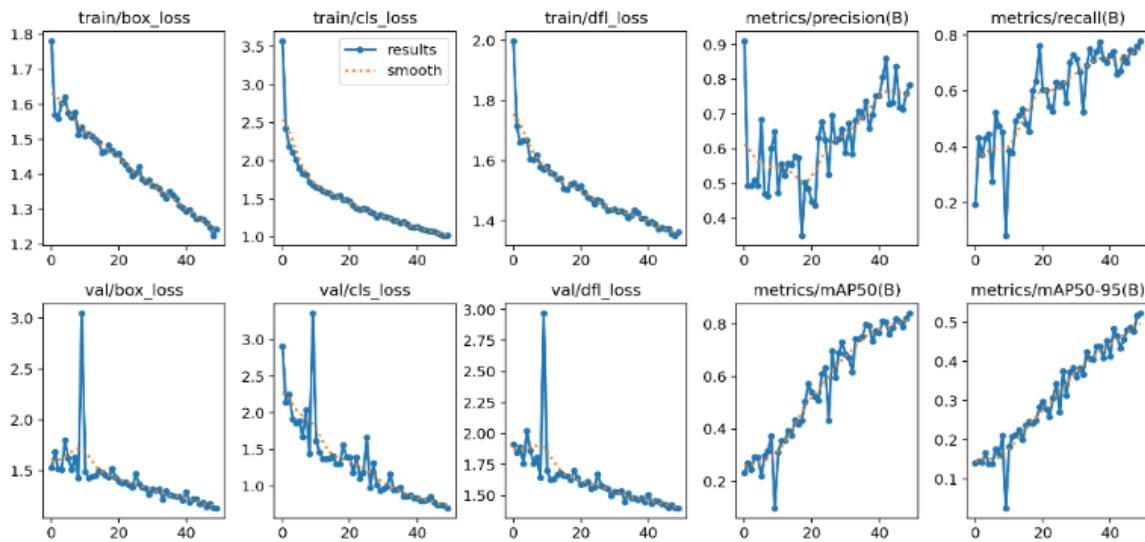 train/box_loss
train/cls_loss
train/dfl_loss
metrics/precision(B)
metrics/recall(B)
results
smooth
1.8
1.7
1.6
1.5
1.4
1.3
1.2
0 20 40
3.5
3.0
2.5
2.0
1.5
1.0
0 20 40
2.0
1.8
1.6
1.4
0 20 40
0.9
0.8
0.7
0.6
0.5
0.4
0 20 40
0.8
0.7
0.6
0.5
0.4
0.3
0.2
0.1
0 20 40
val/box_loss
val/cls_loss
val/dfl_loss
metrics/mAP50(B)
metrics/mAP50-95(B)
3.0
2.5
2.0
1.5
0 20 40
3.0
2.5
2.0
1.5
1.0
0 20 40
3.00
2.75
2.50
2.25
2.00
1.75
1.50
0 20 40
0.8
0.6
0.4
0.2
0 20 40
0.5
0.4
0.3
0.2
0.1
0 20 40